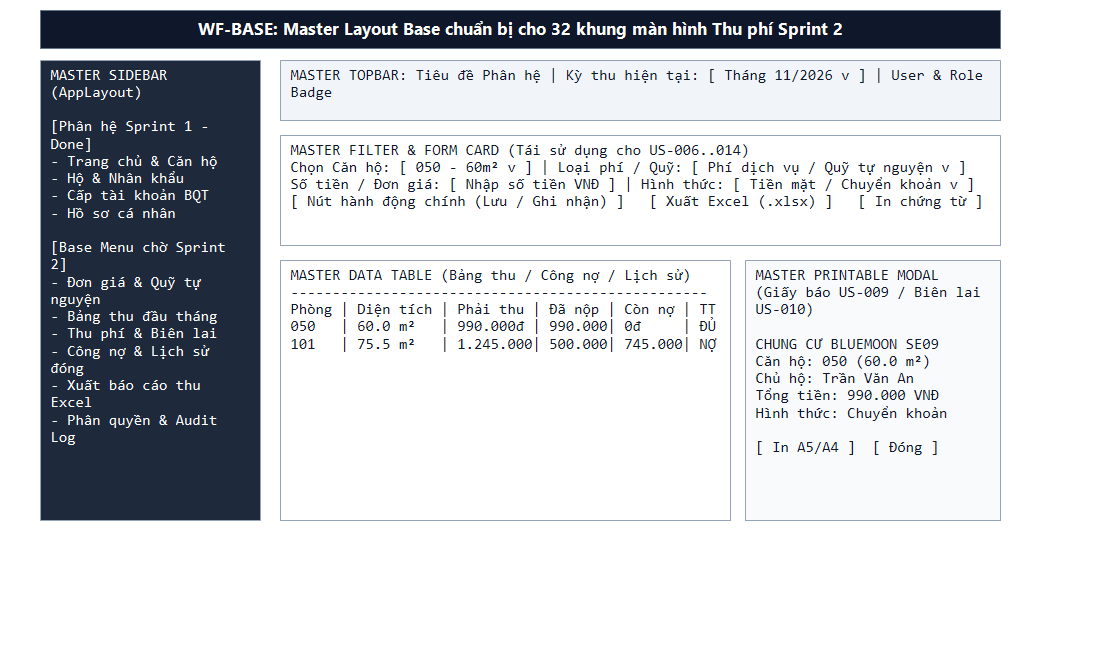 WF-BASE: Master Layout Base chuẩn bị cho 32 khung màn hình Thu phí Sprint 2
MASTER SIDEBAR
(AppLayout)
[Phân hệ Sprint 1 -
Done]
- Trang chủ & Căn hộ
- Hộ & Nhân khẩu
- Cấp tài khoản BQT
- Hồ sơ cá nhân
[Base Menu chờ Sprint
2]
- Đơn giá & Quỹ tự
nguyện
- Bảng thu đầu tháng
- Thu phí & Biên lai
- Công nợ & Lịch sử
đóng
- Xuất báo cáo thu
Excel
- Phân quyền & Audit
Log
MASTER TOPBAR: Tiêu đề Phân hệ | Kỳ thu hiện tại: [ Tháng 11/2026 v ] | User & Role
Badge
MASTER FILTER & FORM CARD (Tái sử dụng cho US-006..014)
Chọn Căn hộ: [ 050 - 60m² v ] | Loại phí / Quỹ: [ Phí dịch vụ / Quỹ tự nguyện v ]
Số tiền / Đơn giá: [ Nhập số tiền VNĐ ] | Hình thức: [ Tiền mặt / Chuyển khoản v ]
[ Nút hành động chính (Lưu / Ghi nhận) ]   [ Xuất Excel (.xlsx) ]   [ In chứng từ ]
MASTER DATA TABLE (Bảng thu / Công nợ / Lịch sử)
--------------------------------------------------
Phòng | Diện tích | Phải thu | Đã nộp | Còn nợ | TT
050   | 60.0 m²   | 990.000đ | 990.000| 0đ     | ĐỦ
101   | 75.5 m²   | 1.245.000| 500.000| 745.000| NỢ
MASTER PRINTABLE MODAL
(Giấy báo US-009 / Biên lai
US-010)
CHUNG CƯ BLUEMOON SE09
Căn hộ: 050 (60.0 m²)
Chủ hộ: Trần Văn An
Tổng tiền: 990.000 VNĐ
Hình thức: Chuyển khoản
[ In A5/A4 ]  [ Đóng ]